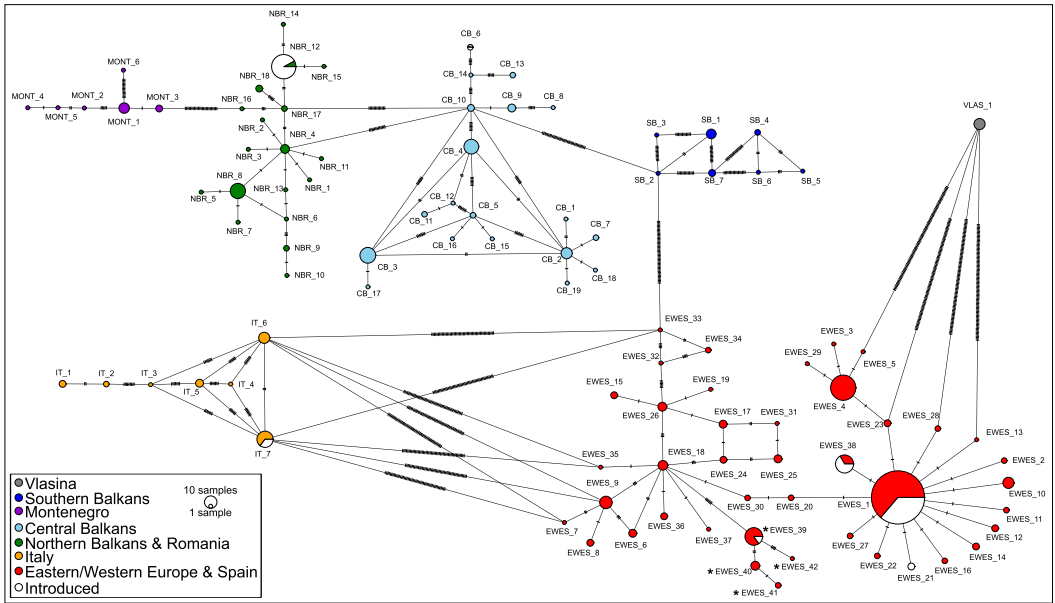 NBR_14
NBR_12
NBR_15
NBR_18
NBR_16
NBR_17
NBR_2
NBR_4
NBR_3
NBR_11
NBR_8
NBR_13
NBR_1
NBR_5
NBR_7
NBR_6
NBR_9
NBR_10
MONT_6
MONT_4
MONT_2
MONT_3
MONT_5
MONT_1
CB_6
CB_13
CB_14
CB_9
CB_8
CB_10
CB_4
CB_12
CB_5
CB_11
CB_16
CB_15
CB_1
CB_7
CB_2
CB_18
CB_19
CB_3
CB_17
SB_3
SB_1
SB_4
SB_2
SB_7
SB_6
SB_5
VLAS_1
IT_6
IT_1
IT_2
IT_3
IT_4
IT_5
IT_7
EWES_33
EWES_34
EWES_32
EWES_15
EWES_19
EWES_26
EWES_17
EWES_31
EWES_35
EWES_18
EWES_24
EWES_25
EWES_9
EWES_30
EWES_20
EWES_7
EWES_8
EWES_6
EWES_36
EWES_37
* EWES_39
* EWES_40
* EWES_42
* EWES_41
EWES_3
EWES_29
EWES_5
EWES_4
EWES_23
EWES_28
EWES_13
EWES_38
EWES_2
EWES_1
EWES_10
EWES_11
EWES_12
EWES_27
EWES_14
EWES_22
EWES_21
EWES_16
Vlasina
Southern Balkans
Montenegro
Central Balkans
Northern Balkans & Romania
Italy
Eastern/Western Europe & Spain
Introduced
10 samples
1 sample